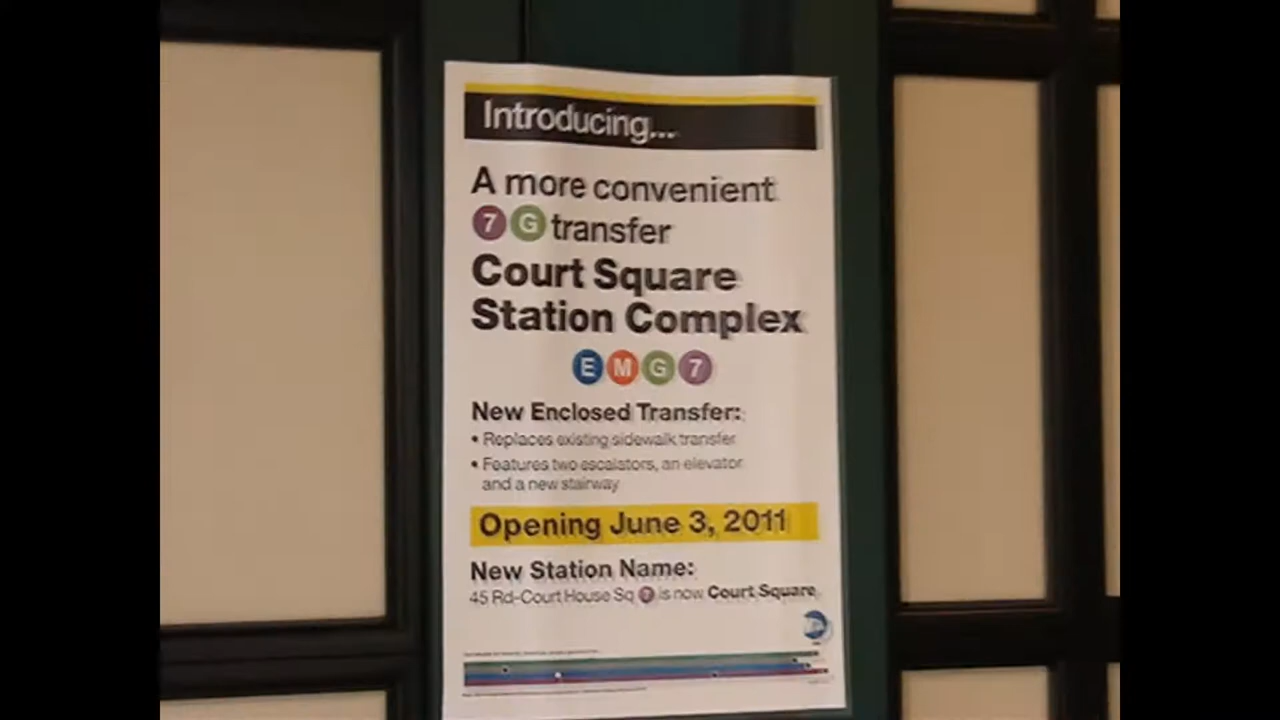 Introducing...
A more convenient
7 G transfer
Court Square
Station Complex
E M G 7
New Enclosed Transfer:
• Replaces existing sidewalk transfer
• Features two escalators, an elevator
and a new stairway
Opening June 3, 2011
New Station Name:
45 Rd-Court House Sq 7 is now Court Square